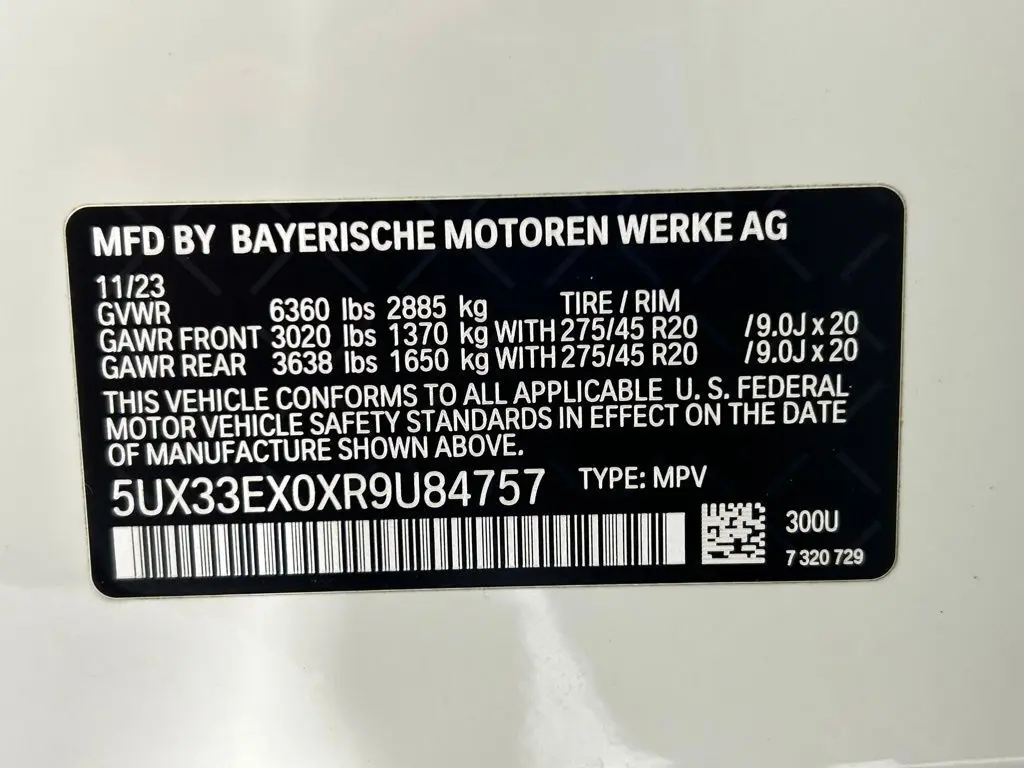 MFD BY BAYERISCHE MOTOREN WERKE AG
11/23
GVWR 6360 lbs 2885 kg TIRE / RIM
GAWR FRONT 3020 lbs 1370 kg WITH 275/45 R20 /9.0J x 20
GAWR REAR 3638 lbs 1650 kg WITH 275/45 R20 /9.0J x 20
THIS VEHICLE CONFORMS TO ALL APPLICABLE U. S. FEDERAL
MOTOR VEHICLE SAFETY STANDARDS IN EFFECT ON THE DATE
OF MANUFACTURE SHOWN ABOVE.
5UX33EX0XR9U84757 TYPE: MPV
300U
7 320 729